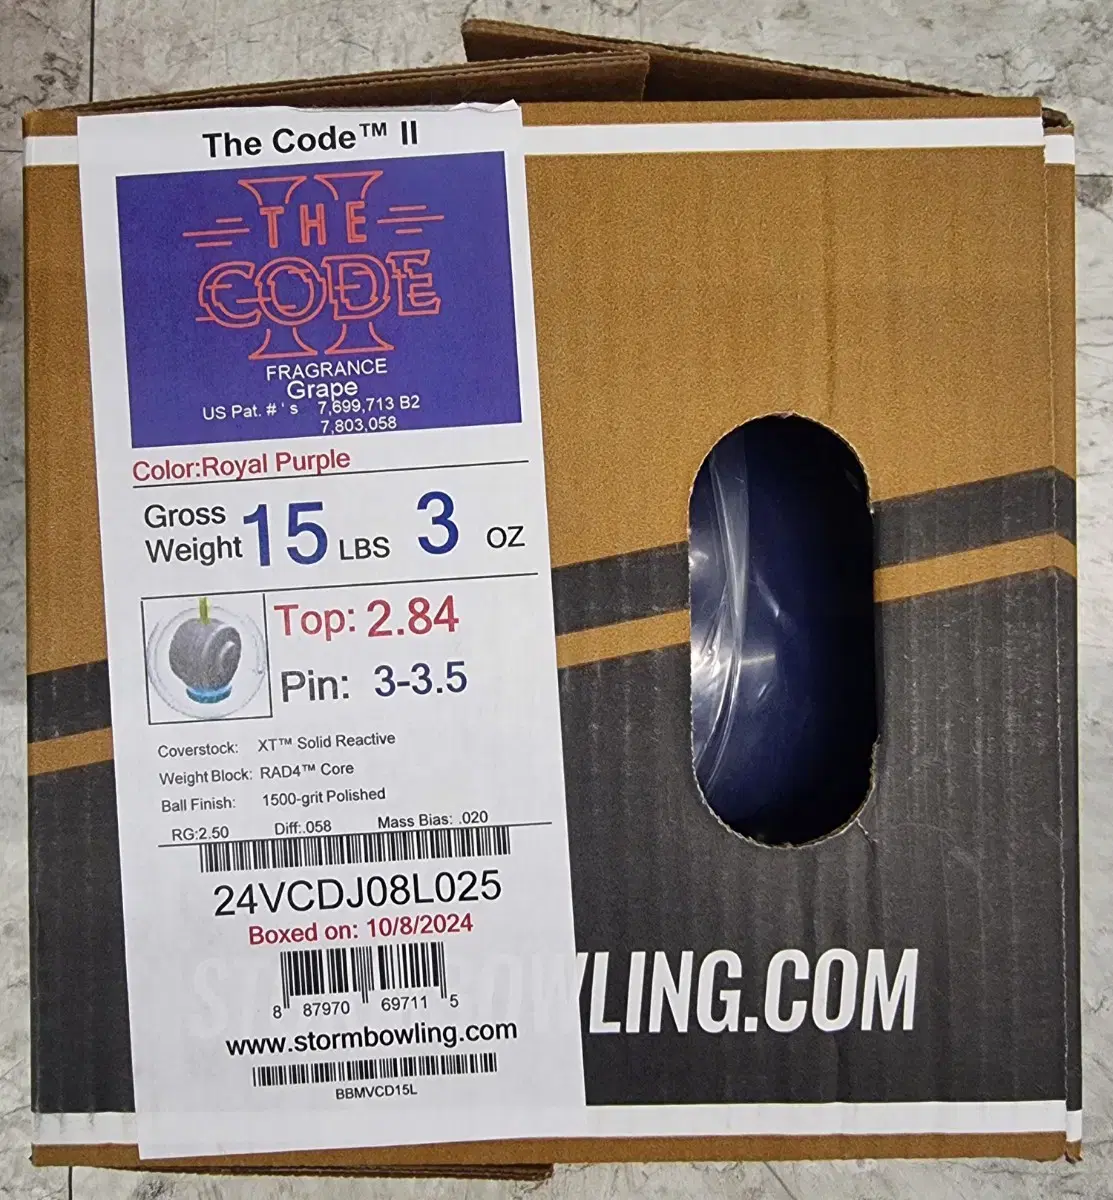 The Code™ II
II
THE
CODE
FRAGRANCE
Grape
US Pat. # ' s 7,699,713 B2
7,803,058
Color:Royal Purple
Gross Weight 15 LBS 3 oz
Top: 2.84
Pin: 3-3.5
Coverstock: XT™ Solid Reactive
Weight Block: RAD4™ Core
Ball Finish: 1500-grit Polished
RG:2.50 Diff:.058 Mass Bias: .020
24VCDJ08L025
Boxed on: 10/8/2024
8 87970 69711 5
www.stormbowling.com
BBMVCD15L
STORMBOWLING.COM